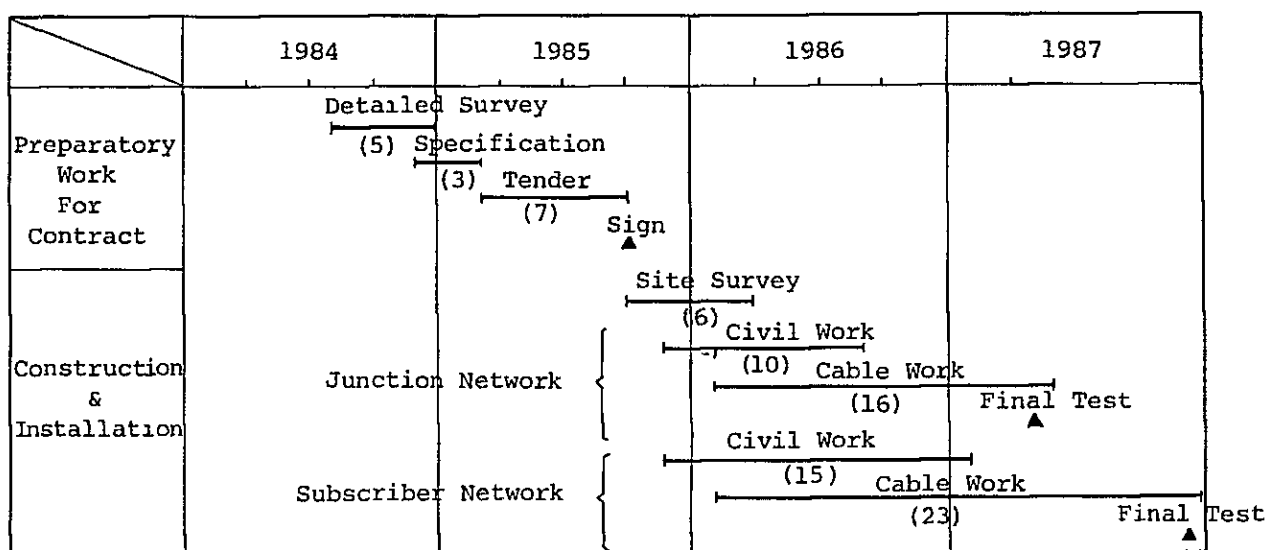 1984 1985 1986 1987
Preparatory
Work
For
Contract
Detailed Survey
(5)
Specification
(3)
Tender
(7)
Sign
Construction
&
Installation
Site Survey
(6)
Junction Network
Civil Work
(10)
Cable Work
(16)
Final Test
Subscriber Network
Civil Work
(15)
Cable Work
(23)
Final Test